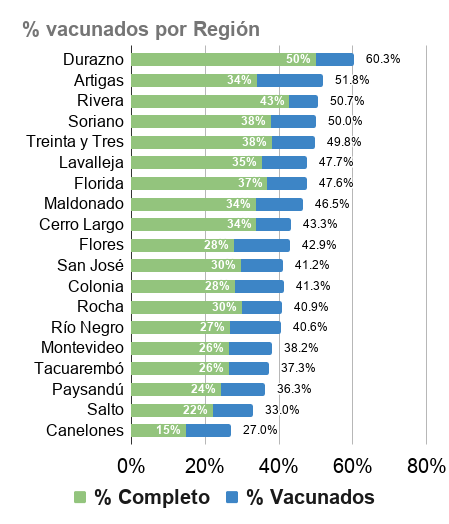 % vacunados por Región
Durazno 50% 60.3%
Artigas 34% 51.8%
Rivera 43% 50.7%
Soriano 38% 50.0%
Treinta y Tres 38% 49.8%
Lavalleja 35% 47.7%
Florida 37% 47.6%
Maldonado 34% 46.5%
Cerro Largo 34% 43.3%
Flores 28% 42.9%
San José 30% 41.2%
Colonia 28% 41.3%
Rocha 30% 40.9%
Río Negro 27% 40.6%
Montevideo 26% 38.2%
Tacuarembó 26% 37.3%
Paysandú 24% 36.3%
Salto 22% 33.0%
Canelones 15% 27.0%
0% 20% 40% 60% 80%
% Completo % Vacunados